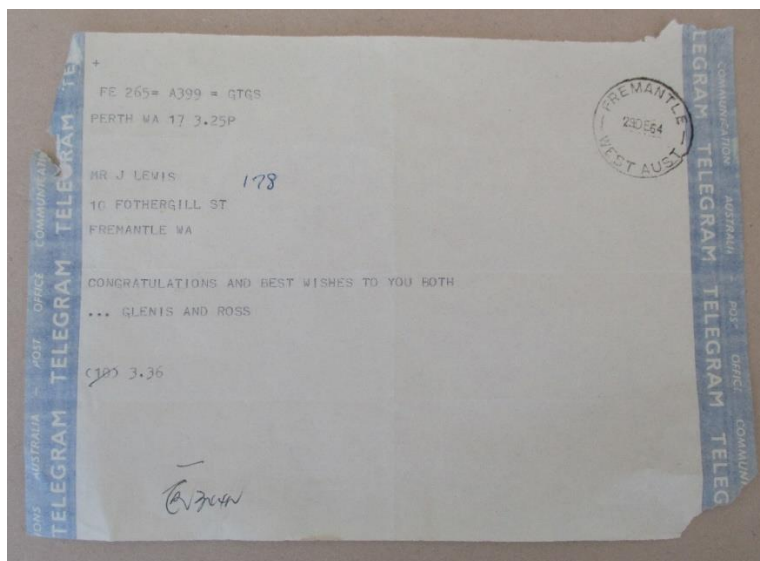 +
FE 265= A399 = GTGS
PERTH WA 17 3.25P
FREMANTLE
WEST AUST
MR J LEWIS 178
FOTHERGILL ST
FREMANTLE WA
CONGRATULATIONS AND BEST WISHES TO YOU BOTH
... GLENIS AND ROSS
(10) 3.36
TELEGRAM TELEGRAM TELEGRAM
AUSTRALIA - POST OFFICE
TELEGRAM TELEGRAM TELEGRAM
COMMUNICATION AUSTRALIA - POST OFFICE